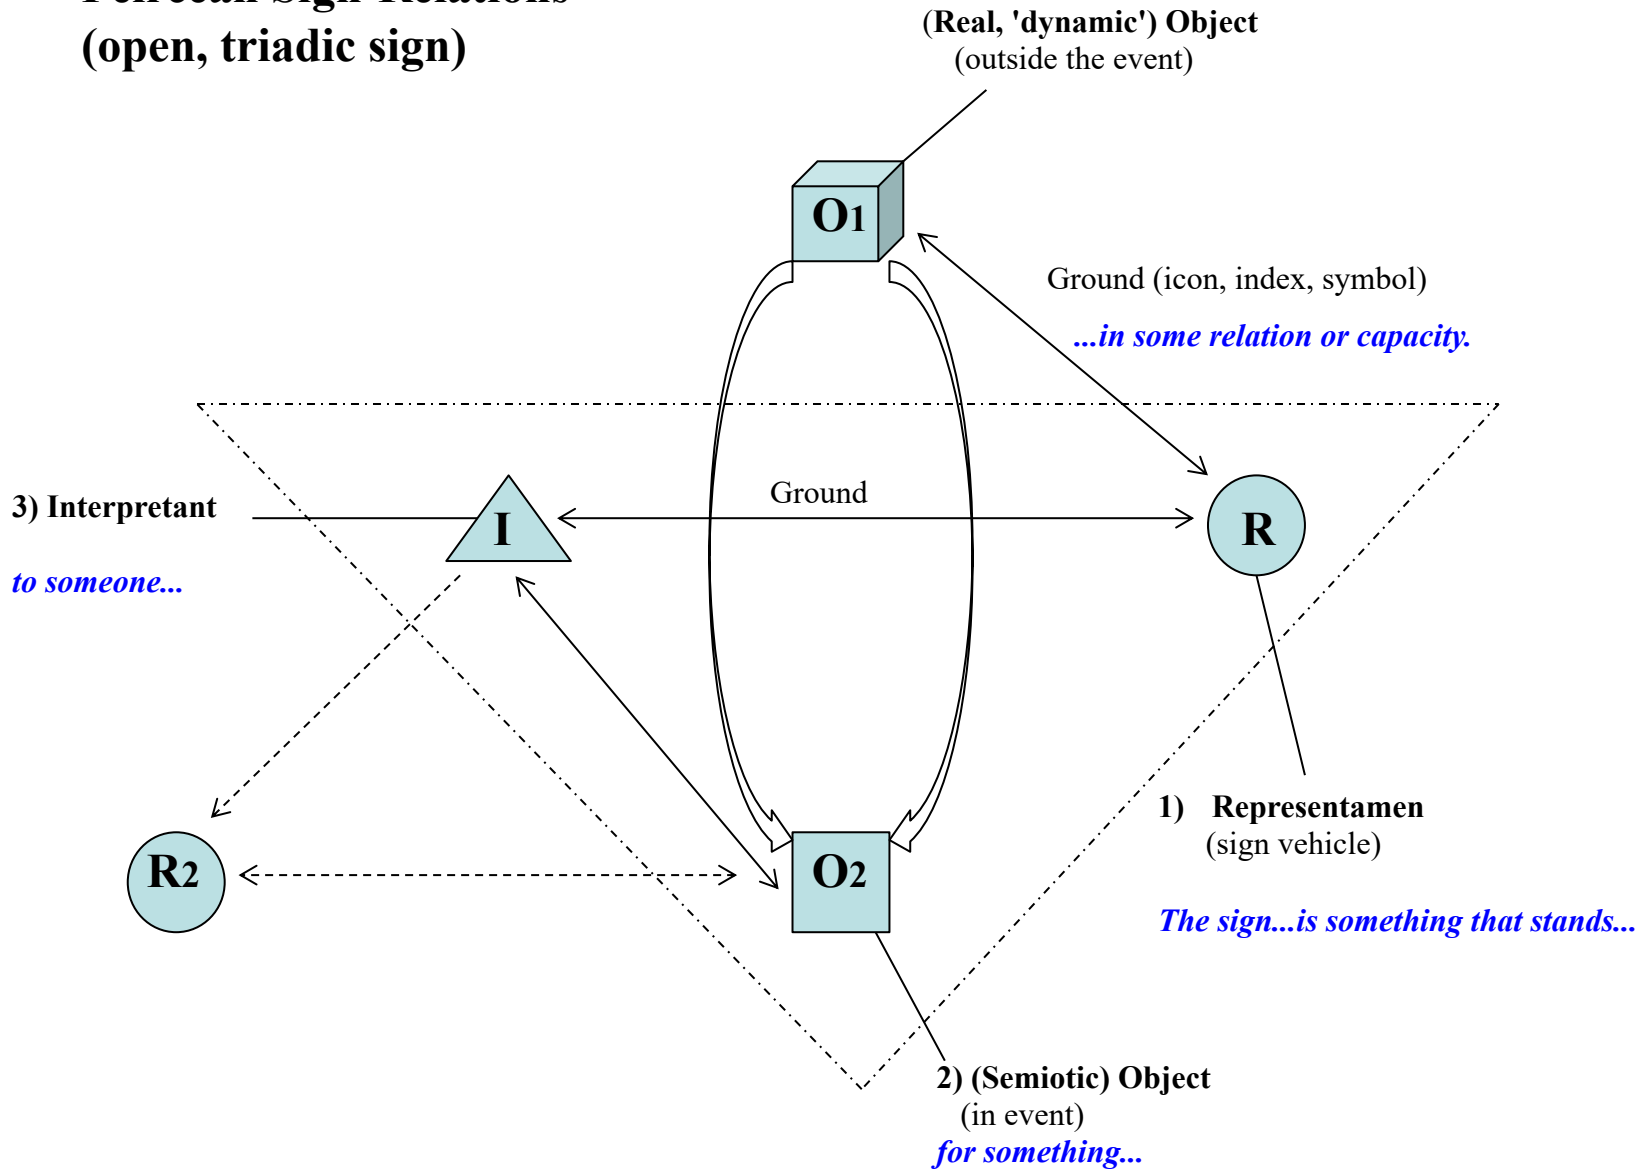 (open, triadic sign)
(Real, 'dynamic') Object
(outside the event)
O1
Ground (icon, index, symbol)
...in some relation or capacity.
3) Interpretant
to someone...
I
Ground
R
1) Representamen
(sign vehicle)
The sign...is something that stands...
R2
O2
2) (Semiotic) Object
(in event)
for something...